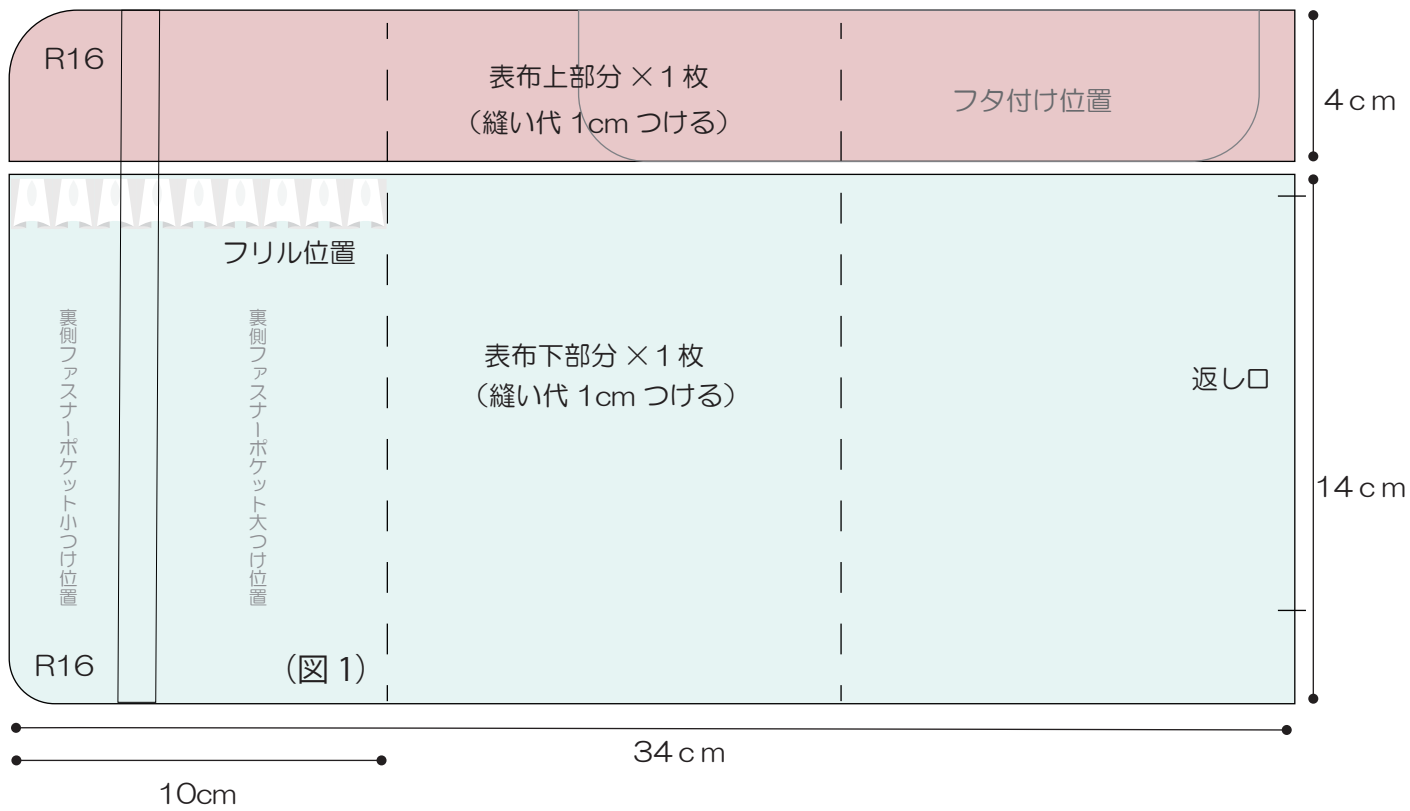 R16
表布上部分×1枚
（縫い代 1cm つける）
フタ付け位置
4cm
フリル位置
裏側ファスナーポケット小つけ位置
裏側ファスナーポケット大つけ位置
表布下部分×1枚
（縫い代 1cm つける）
返し口
14cm
R16
（図1）
34cm
10cm